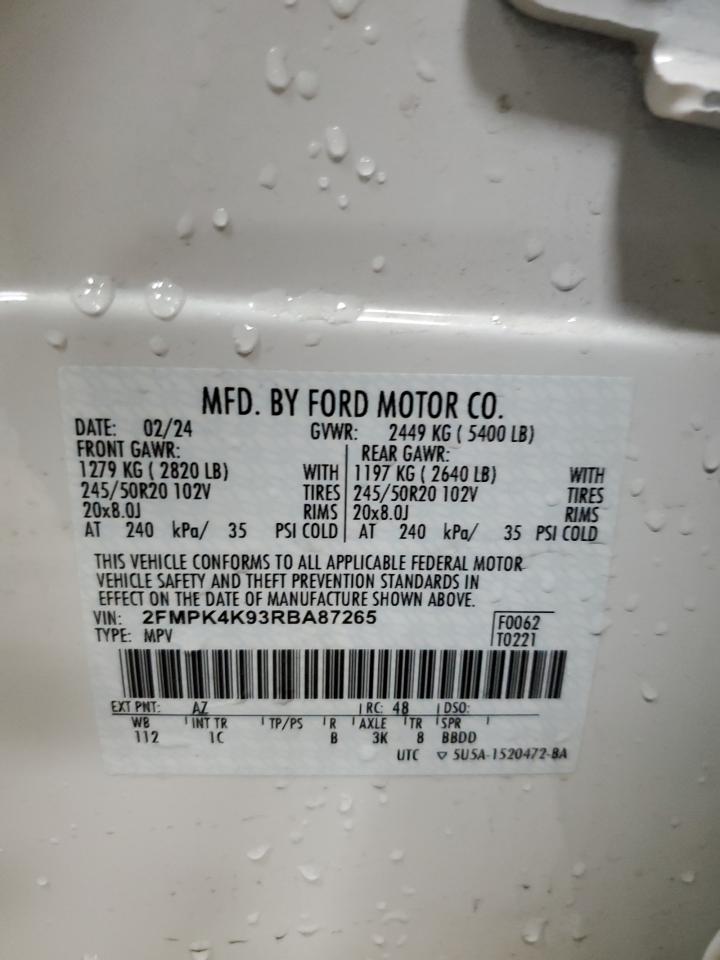 MFD. BY FORD MOTOR CO.
DATE: 02/24 GVWR: 2449 KG ( 5400 LB)
FRONT GAWR: REAR GAWR:
1279 KG ( 2820 LB) WITH 1197 KG ( 2640 LB) WITH
245/50R20 102V TIRES 245/50R20 102V TIRES
20x8.0J RIMS 20x8.0J RIMS
AT 240 kPa/ 35 PSI COLD AT 240 kPa/ 35 PSI COLD
THIS VEHICLE CONFORMS TO ALL APPLICABLE FEDERAL MOTOR
VEHICLE SAFETY AND THEFT PREVENTION STANDARDS IN
EFFECT ON THE DATE OF MANUFACTURE SHOWN ABOVE.
VIN: 2FMPK4K93RBA87265 F0062
TYPE: MPV T0221
EXT PNT: AZ RC: 48 DSO:
WB INT TR TP/PS R AXLE TR SPR
112 1C B 3K 8 BBDD
UTC ▽ 5U5A-1520472-BA